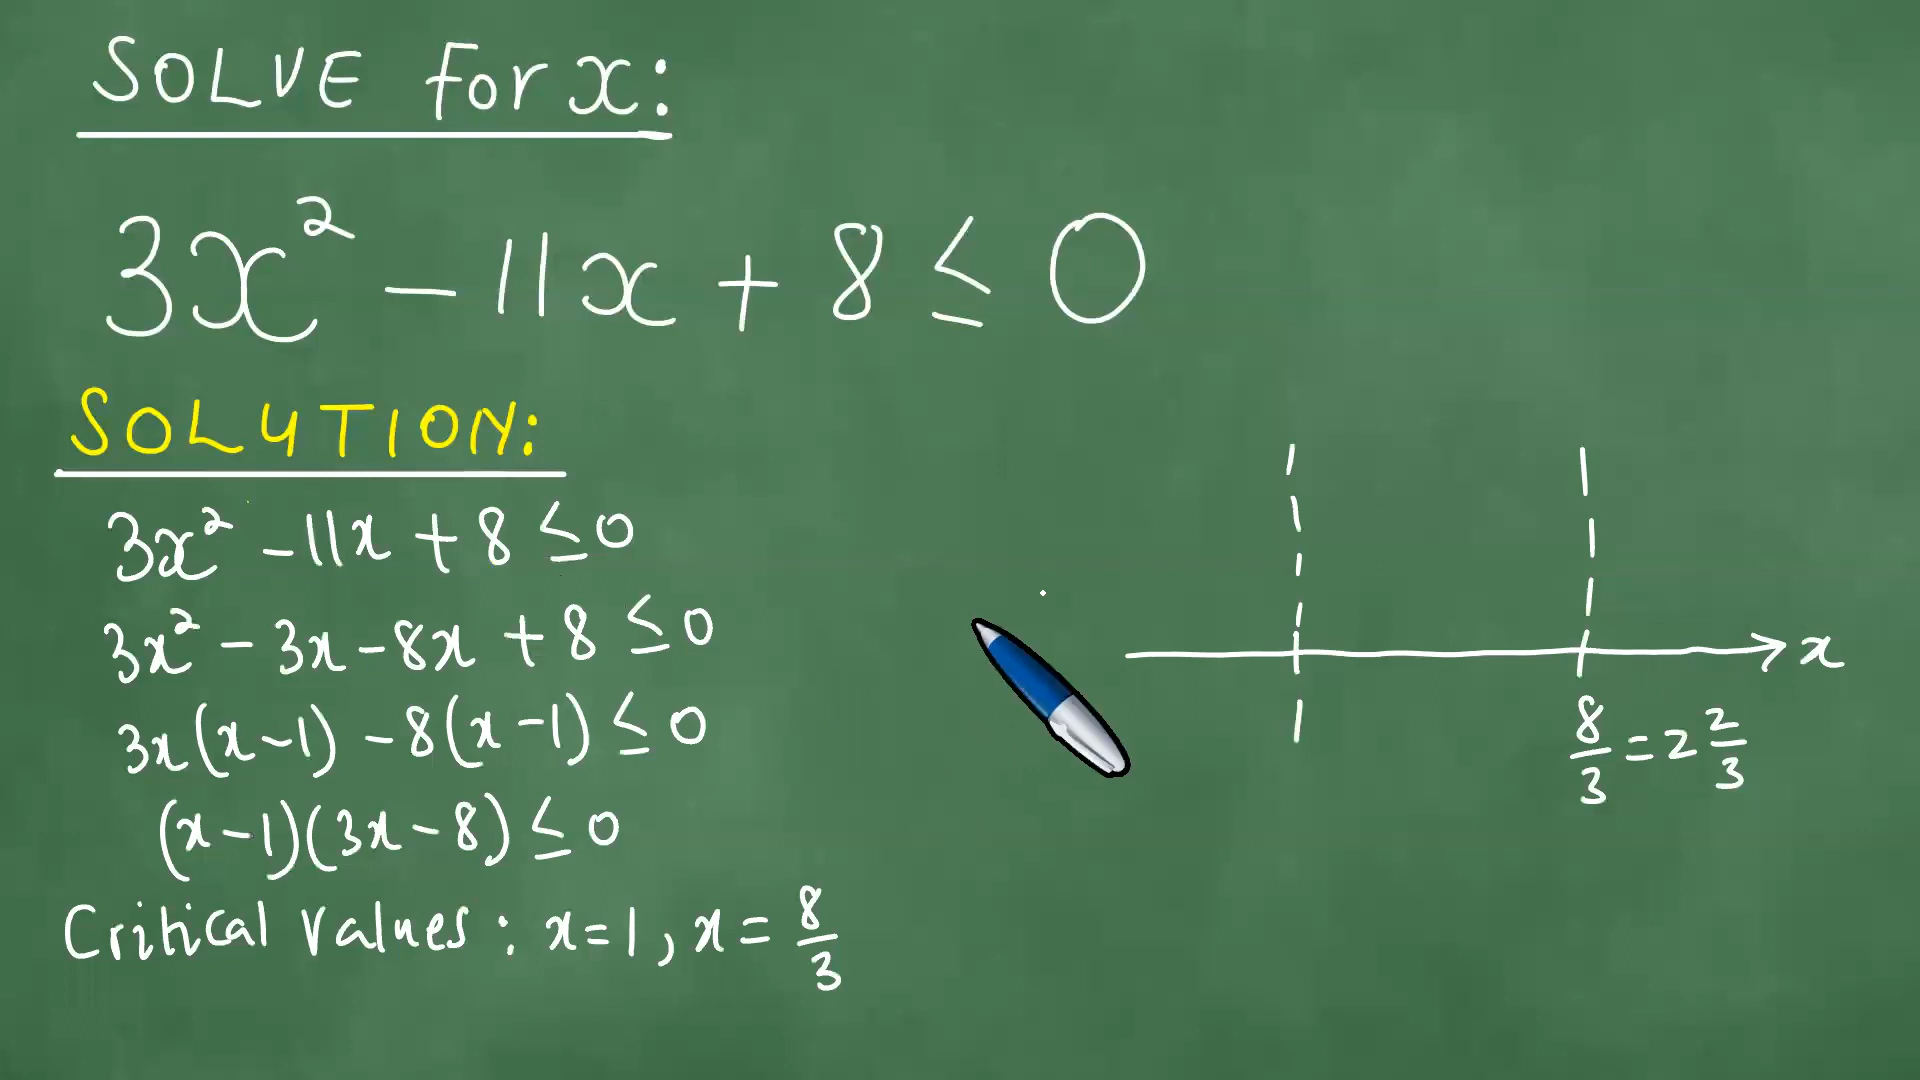 SOLVE for x:
3x² - 11x + 8 ≤ 0
SOLUTION:
3x² - 11x + 8 ≤ 0
3x² - 3x - 8x + 8 ≤ 0
3x(x-1) - 8(x-1) ≤ 0
(x-1)(3x-8) ≤ 0
Critical values: x=1, x= 8/3
x
1
8/3 = 2 2/3